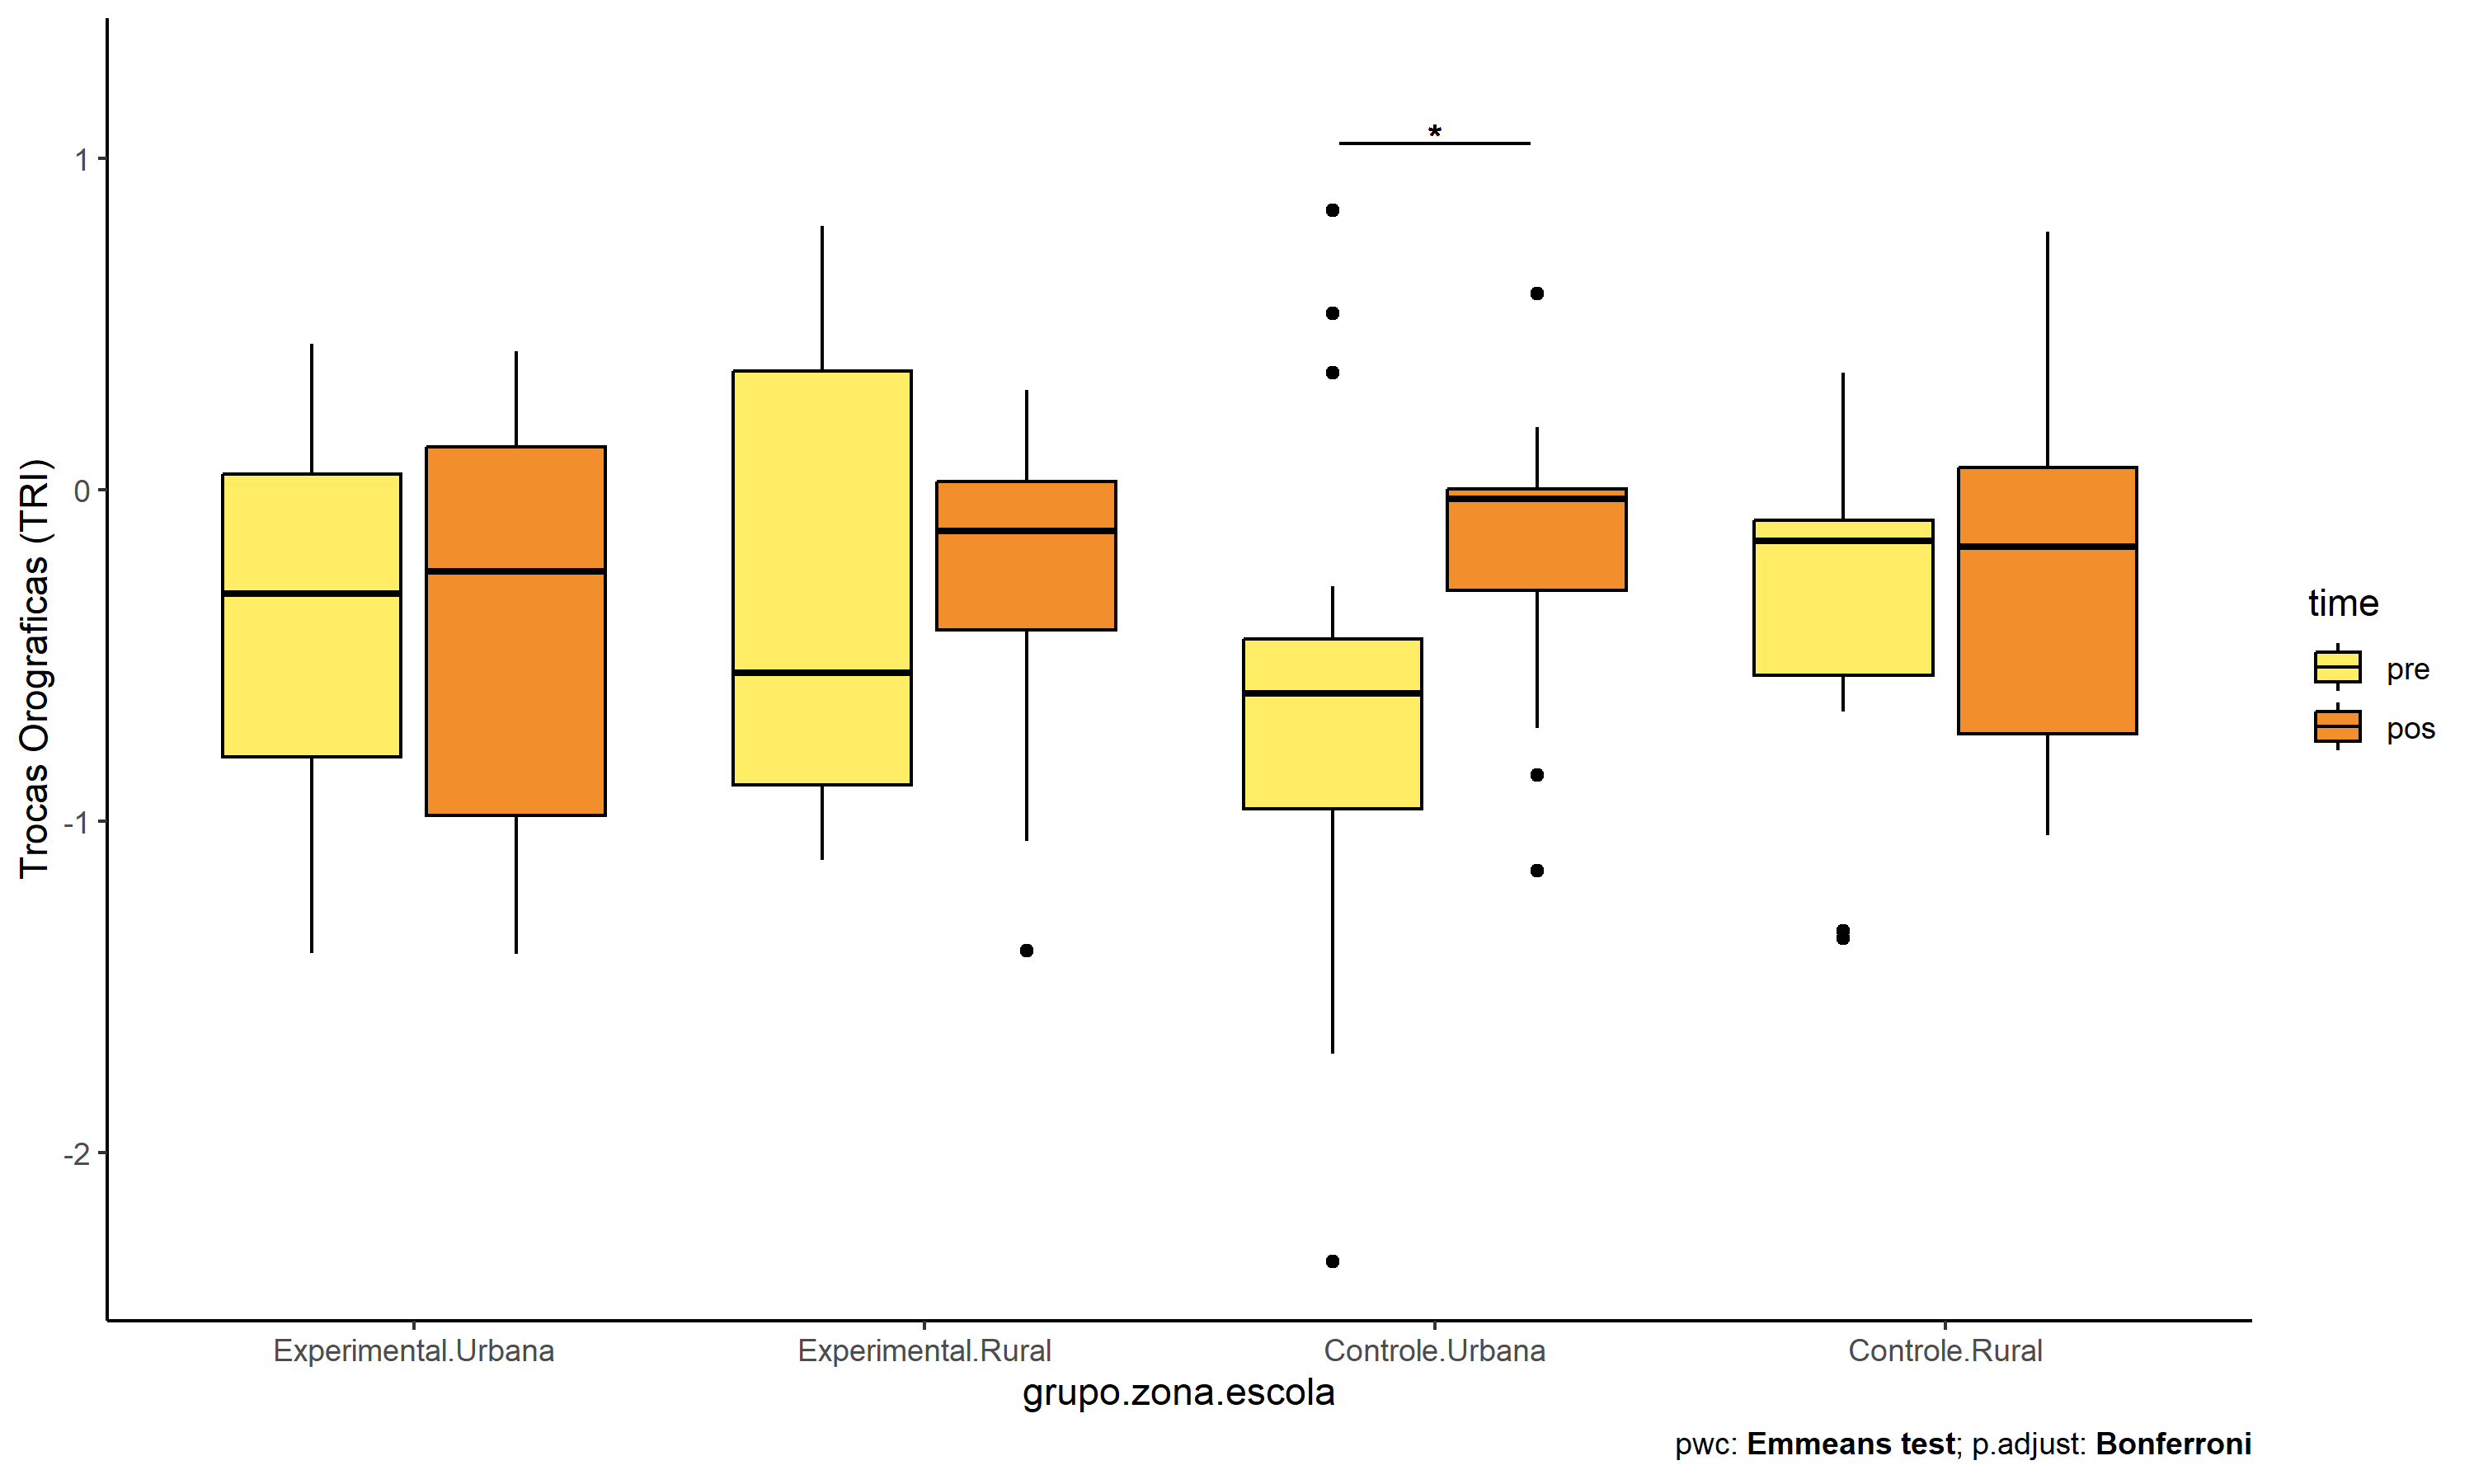 Trocas Orograficas (TRI)
1
0
-1
-2
*
Experimental.Urbana
Experimental.Rural
Controle.Urbana
Controle.Rural
grupo.zona.escola
time
pre
pos
pwc: Emmeans test; p.adjust: Bonferroni